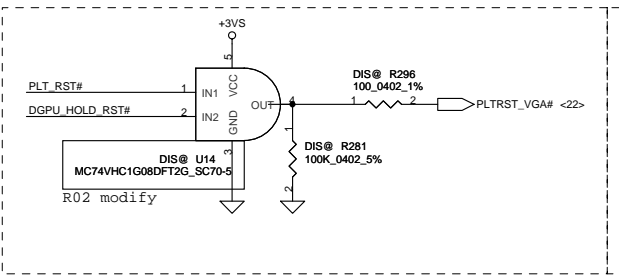 +3VS
5
DIS@ R296
100_0402_1%
PLT_RST#
1
IN1
VCC
OUT
4
1
2
PLTRST_VGA# <22>
DGPU_HOLD_RST#
2
IN2
GND
1
3
DIS@ U14
MC74VHC1G08DFT2G_SC70-5
DIS@ R281
100K_0402_5%
2
R02 modify